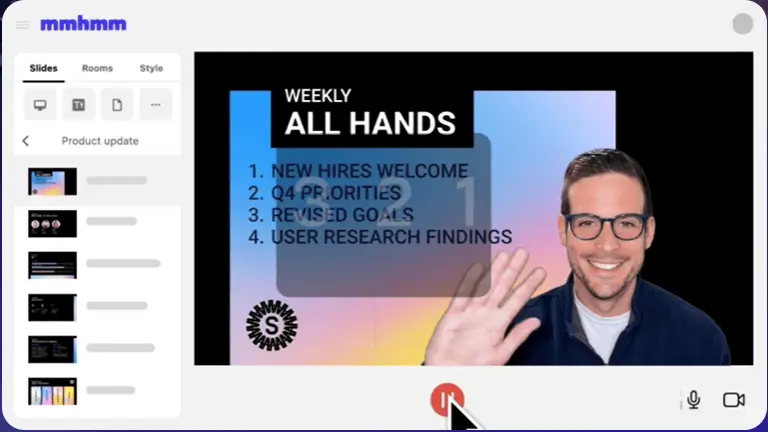 mmhmm
Slides Rooms Style
Product update
WEEKLY
ALL HANDS
1. NEW HIRES WELCOME
2. Q4 PRIORITIES
3. REVISED GOALS
4. USER RESEARCH FINDINGS
3 2 1
S